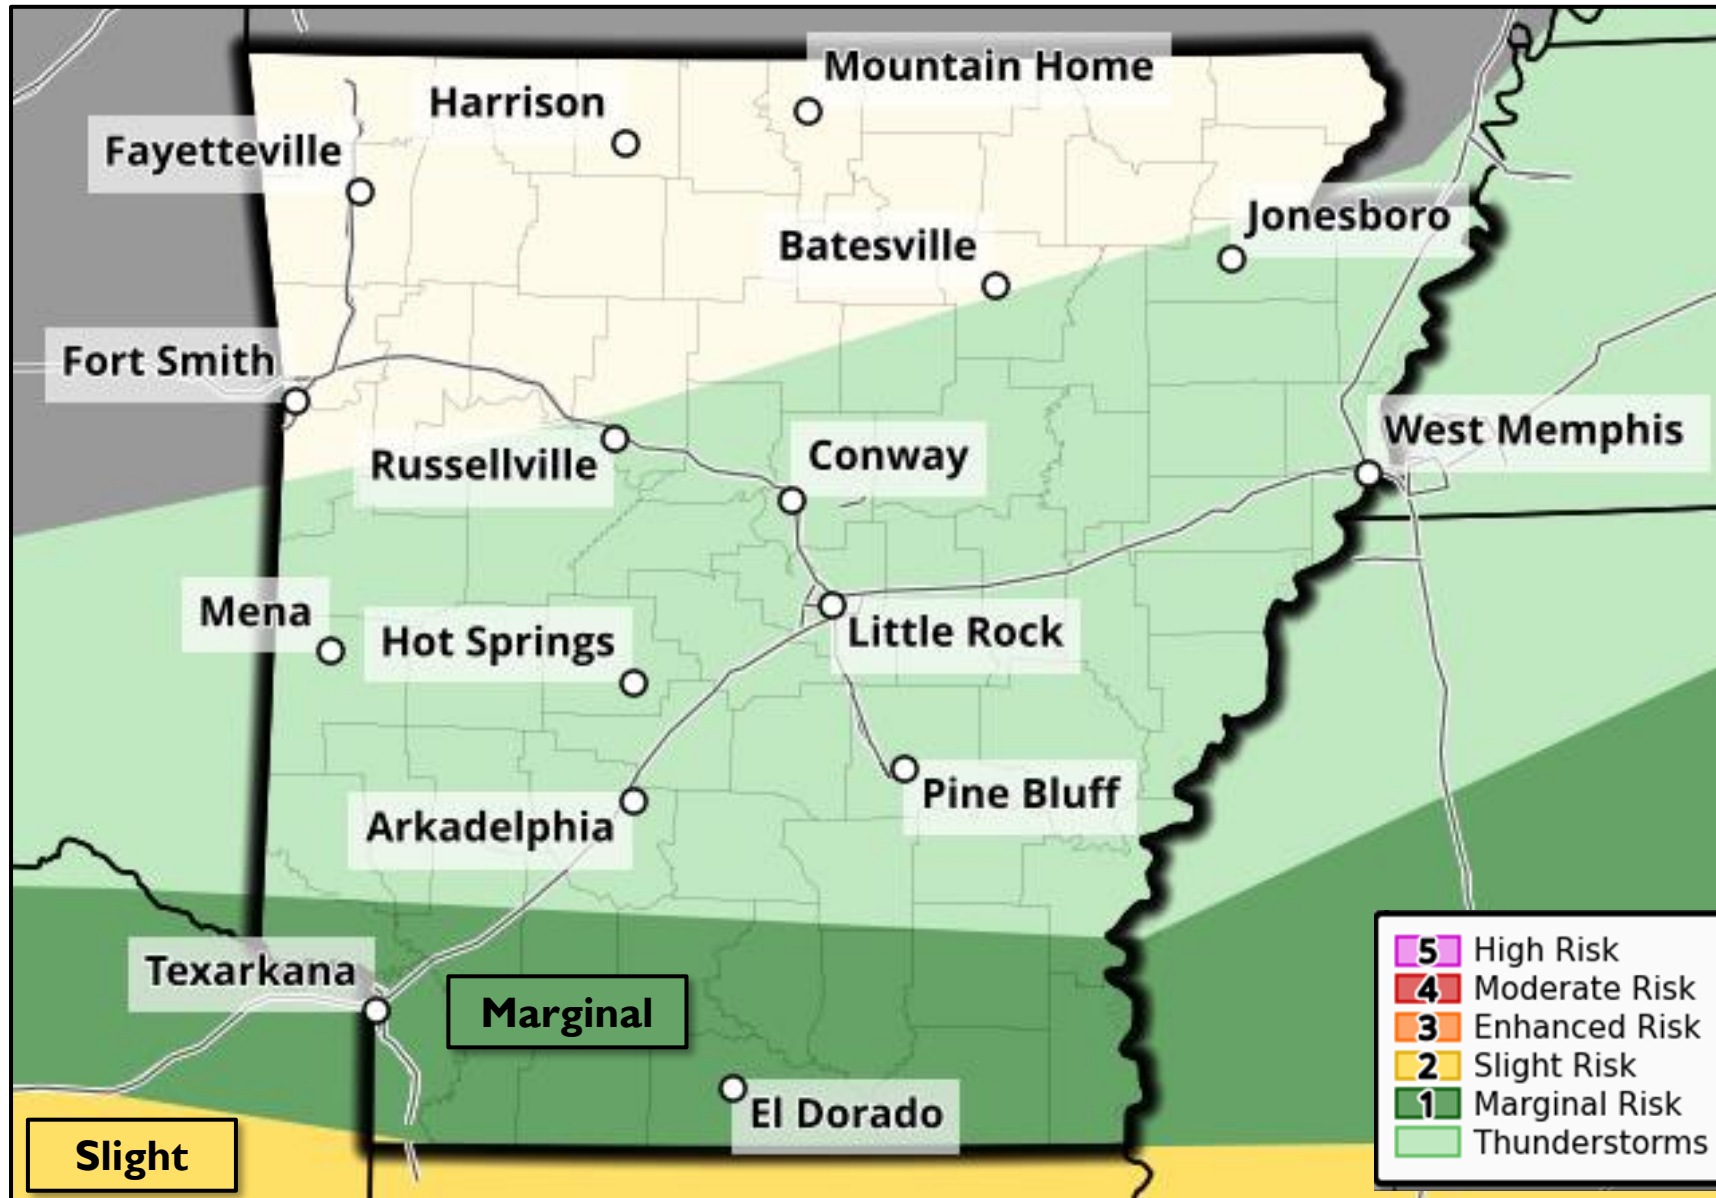 Mountain Home
Harrison
Fayetteville
Jonesboro
Batesville
Fort Smith
West Memphis
Conway
Russellville
Mena
Hot Springs
Little Rock
Pine Bluff
Arkadelphia
Texarkana
Marginal
El Dorado
Slight
5 High Risk
4 Moderate Risk
3 Enhanced Risk
2 Slight Risk
1 Marginal Risk
Thunderstorms